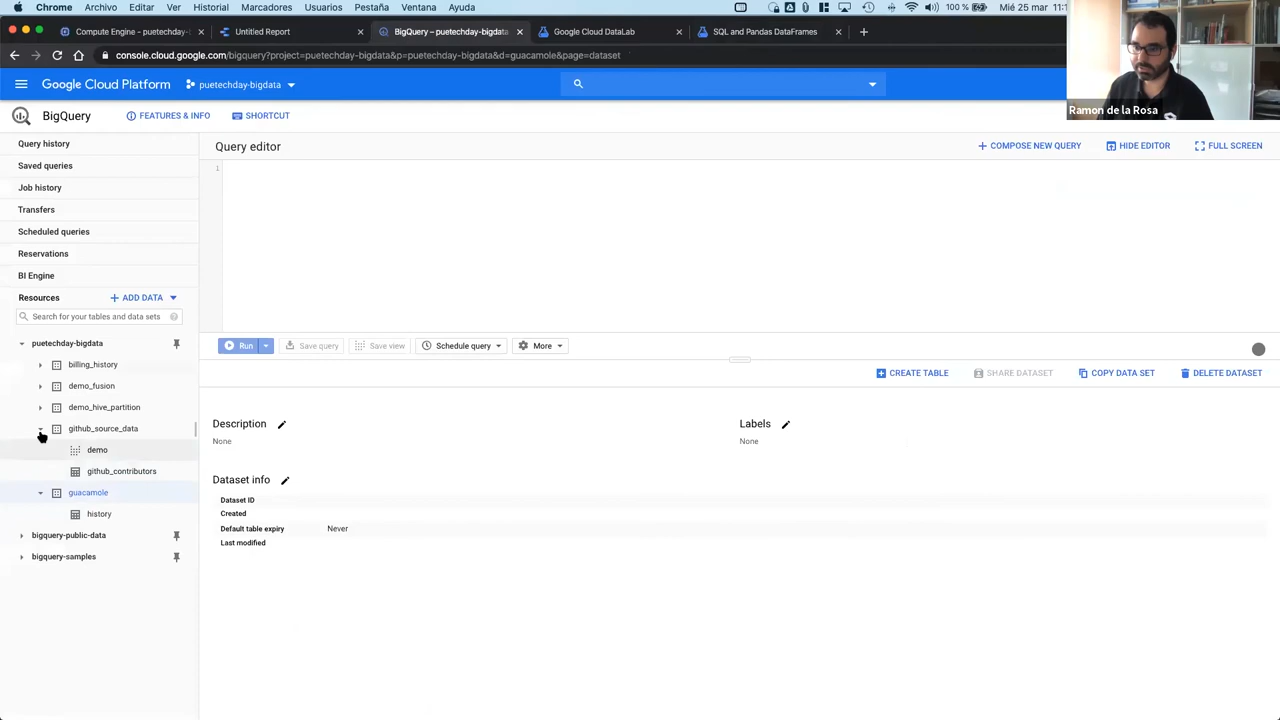 Chrome Archivo Editar Ver Historial Marcadores Usuarios Pestaña Ventana Ayuda 100 % Mié 25 mar 11:1
Compute Engine – puetechday-b Untitled Report BigQuery – puetechday-bigdata Google Cloud DataLab SQL and Pandas DataFrames
console.cloud.google.com/bigquery?project=puetechday-bigdata&p=puetechday-bigdata&d=guacamole&page=dataset
Google Cloud Platform puetechday-bigdata
Ramon de la Rosa
BigQuery FEATURES & INFO SHORTCUT
Query history
Saved queries
Job history
Transfers
Scheduled queries
Reservations
BI Engine
Resources ADD DATA
Search for your tables and data sets
puetechday-bigdata
billing_history
demo_fusion
demo_hive_partition
github_source_data
demo
github_contributors
guacamole
history
bigquery-public-data
bigquery-samples
Query editor COMPOSE NEW QUERY HIDE EDITOR FULL SCREEN
1
Run Save query Save view Schedule query More
CREATE TABLE SHARE DATASET COPY DATA SET DELETE DATASET
Description Labels
None None
Dataset info
Dataset ID
Created
Default table expiry Never
Last modified